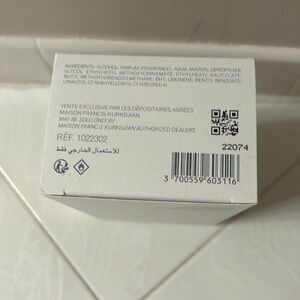 INGREDIENTS: ALCOHOL, PARFUM (FRAGRANCE), AQUA (WATER), DIPROPYLENE
GLYCOL, ETHYLHEXYL METHOXYCINNAMATE, ETHYLHEXYL SALICYLATE,
BUTYL METHOXYDIBENZOYLMETHANE, BHT, LIMONENE, BENZYL BENZOATE,
LINALOOL, CI 19140 (YELLOW 5), CI 14700 (RED 4).
VENTE EXCLUSIVE PAR LES DÉPOSITAIRES AGRÉÉS
MAISON FRANCIS KURKDJIAN
MAY BE SOLD ONLY BY
MAISON FRANCIS KURKDJIAN AUTHORIZED DEALERS
RÉF. 1022302
للاستعمال الخارجي فقط
22074
3 700559 603116